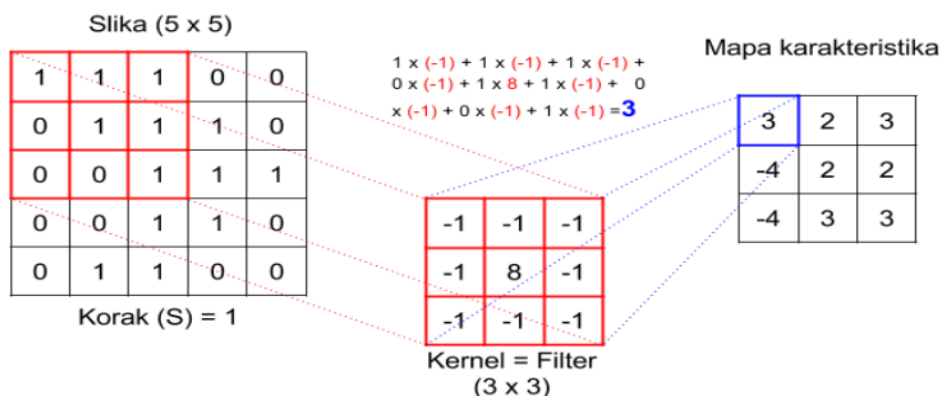 Slika (5 x 5)
1 1 1 0 0
0 1 1 1 0
0 0 1 1 1
0 0 1 1 0
0 1 1 0 0
Korak (S) = 1
1 x (-1) + 1 x (-1) + 1 x (-1) +
0 x (-1) + 1 x 8 + 1 x (-1) + 0
x (-1) + 0 x (-1) + 1 x (-1) =3
-1 -1 -1
-1 8 -1
-1 -1 -1
Kernel = Filter
(3 x 3)
Mapa karakteristika
3 2 3
-4 2 2
-4 3 3